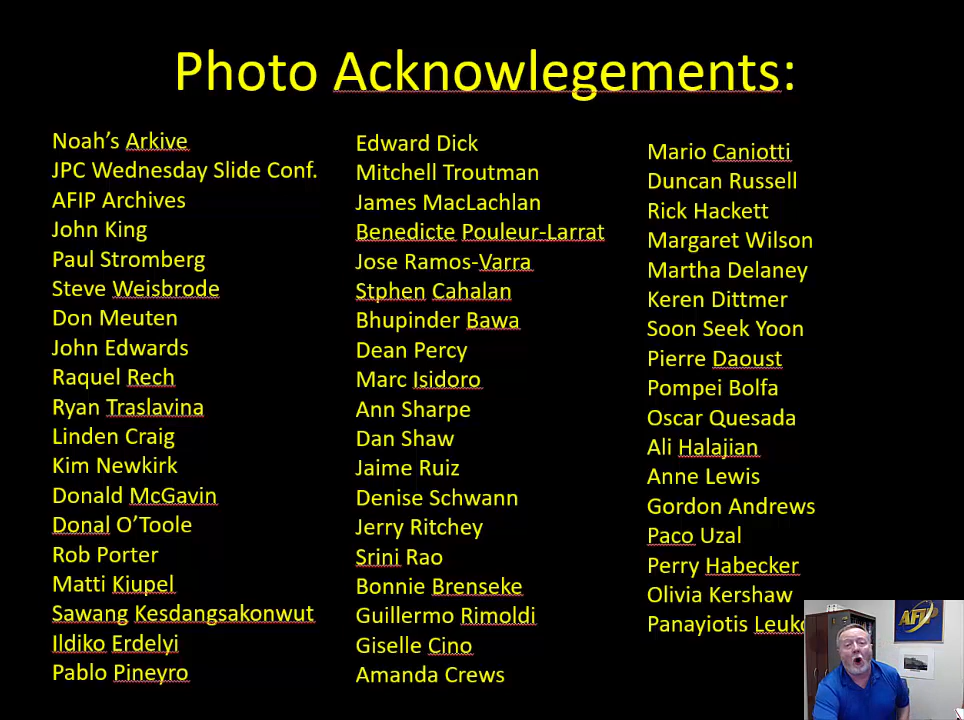 Photo Acknowlegements:
Noah's Arkive
JPC Wednesday Slide Conf.
AFIP Archives
John King
Paul Stromberg
Steve Weisbrode
Don Meuten
John Edwards
Raquel Rech
Ryan Traslavina
Linden Craig
Kim Newkirk
Donald McGavin
Donal O'Toole
Rob Porter
Matti Kiupel
Sawang Kesdangsakonwut
Ildiko Erdelyi
Pablo Pineyro
Edward Dick
Mitchell Troutman
James MacLachlan
Benedicte Pouleur-Larrat
Jose Ramos-Varra
Stphen Cahalan
Bhupinder Bawa
Dean Percy
Marc Isidoro
Ann Sharpe
Dan Shaw
Jaime Ruiz
Denise Schwann
Jerry Ritchey
Srini Rao
Bonnie Brenseke
Guillermo Rimoldi
Giselle Cino
Amanda Crews
Mario Caniotti
Duncan Russell
Rick Hackett
Margaret Wilson
Martha Delaney
Keren Dittmer
Soon Seek Yoon
Pierre Daoust
Pompei Bolfa
Oscar Quesada
Ali Halajian
Anne Lewis
Gordon Andrews
Paco Uzal
Perry Habecker
Olivia Kershaw
Panayiotis
AFIP